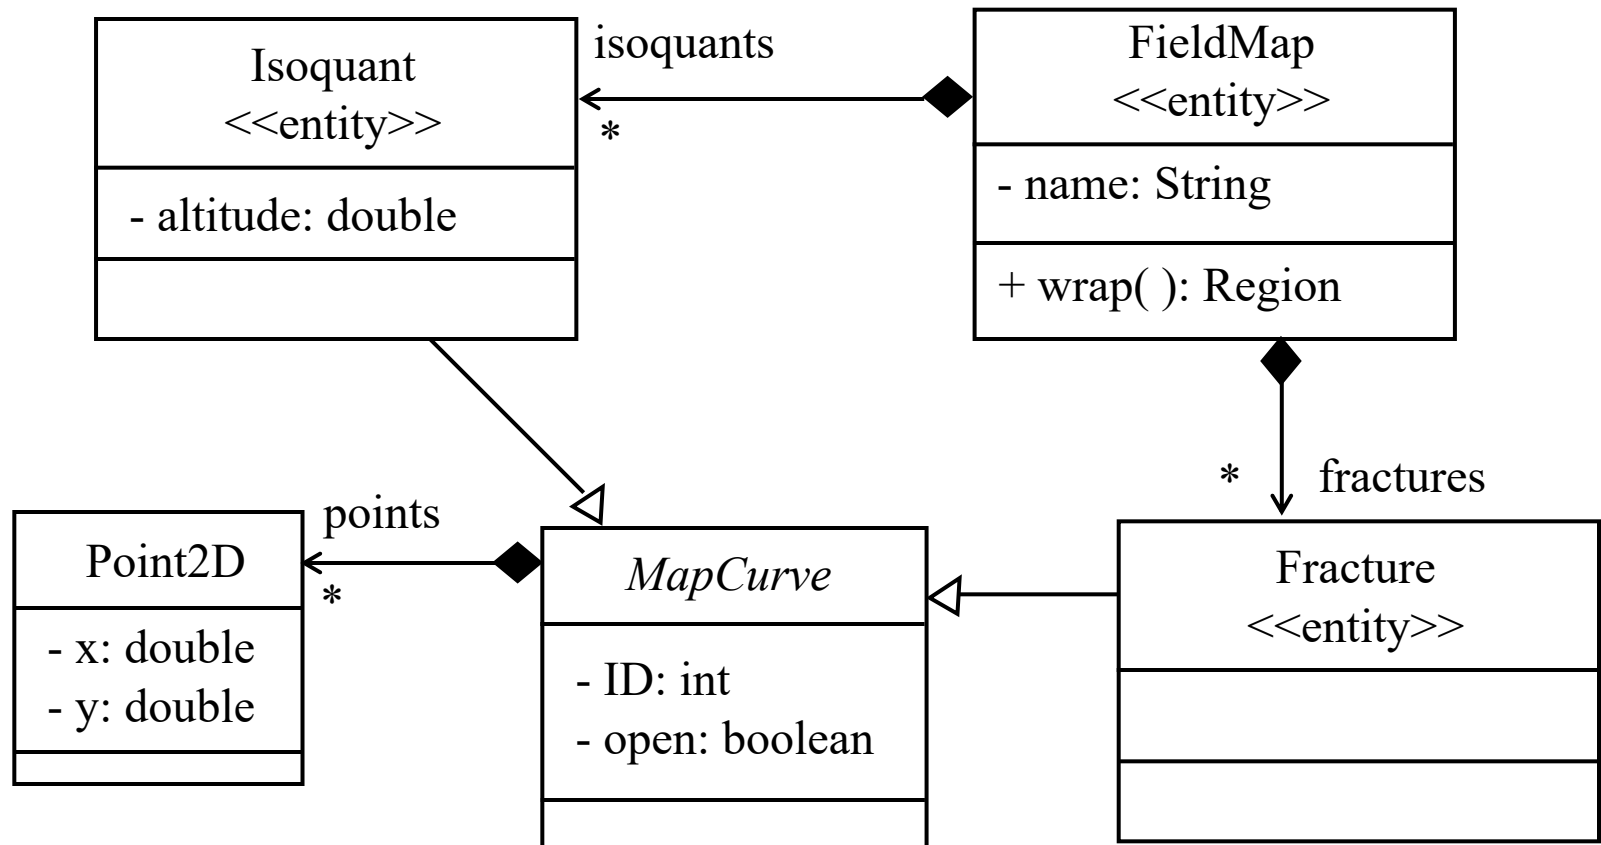 Isoquant
<<entity>>
- altitude: double
isoquants
*
FieldMap
<<entity>>
- name: String
+ wrap( ): Region
* fractures
Point2D
- x: double
- y: double
points
*
MapCurve
- ID: int
- open: boolean
Fracture
<<entity>>